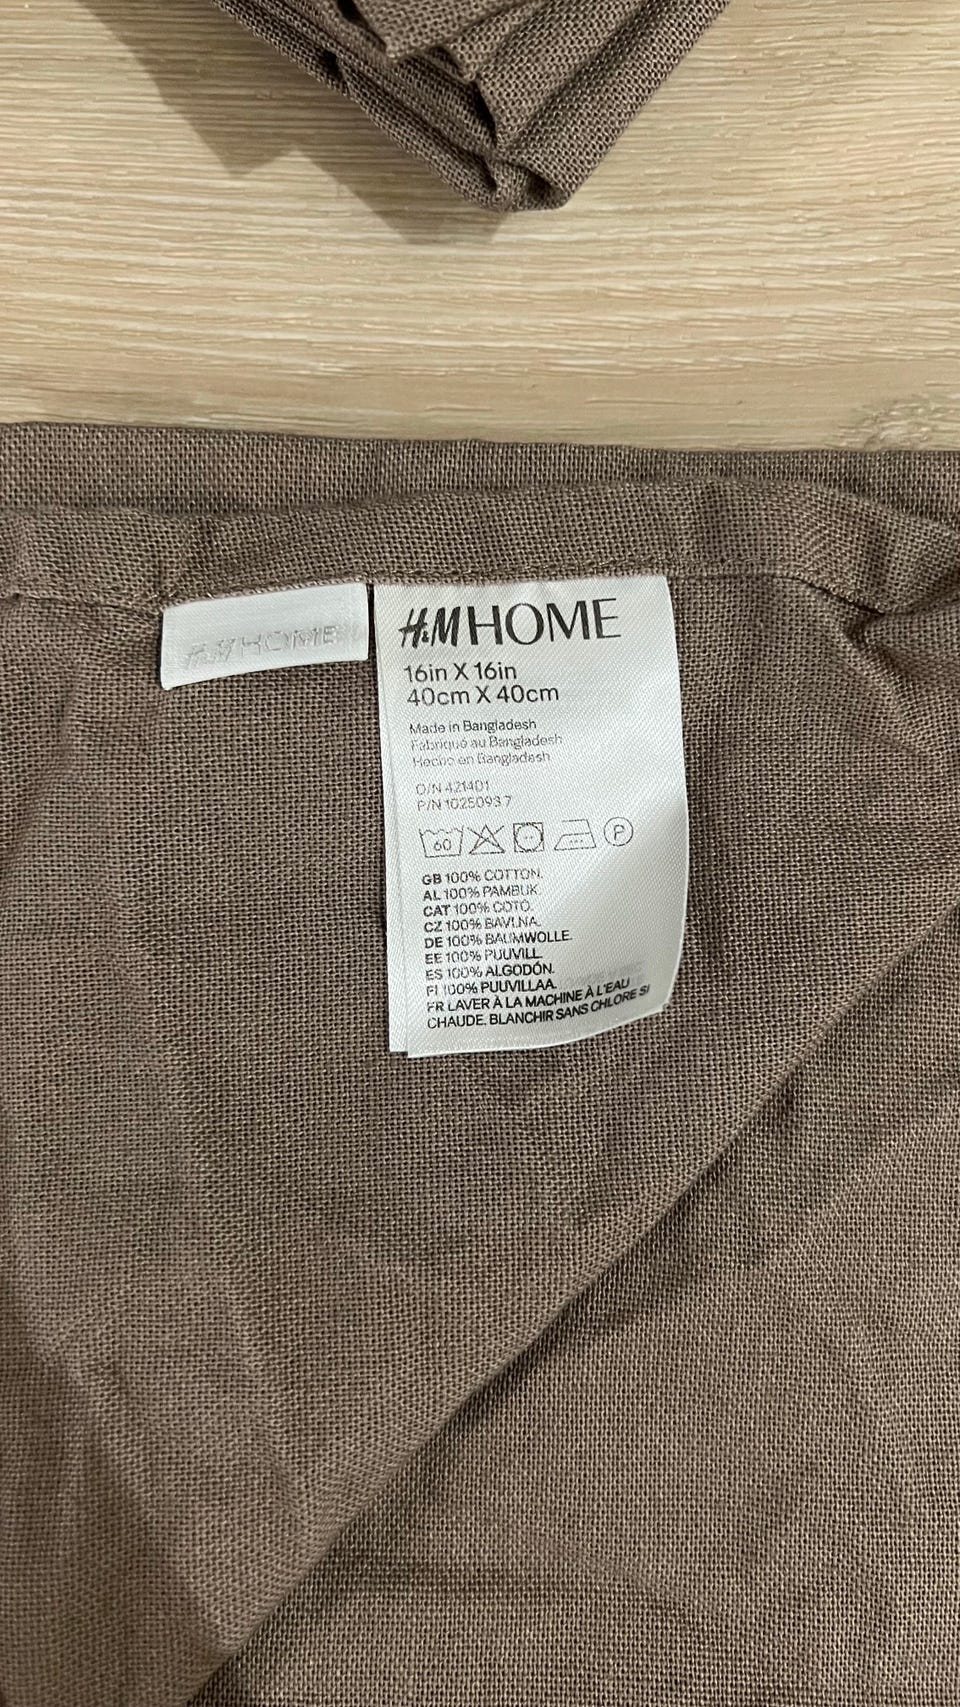 H&M HOME
H&M HOME
16in X 16in
40cm X 40cm
Made in Bangladesh
Fabriqué au Bangladesh
Hecho en Bangladesh
O/N 421401
P/N 10250937
60 P
GB 100% COTTON.
AL 100% PAMBUK.
CAT 100% COTÓ.
CZ 100% BAVLNA.
DE 100% BAUMWOLLE.
EE 100% PUUVILL.
ES 100% ALGODÓN.
FI 100% PUUVILLAA.
FR LAVER À LA MACHINE À L'EAU
CHAUDE. BLANCHIR SANS CHLORE SI